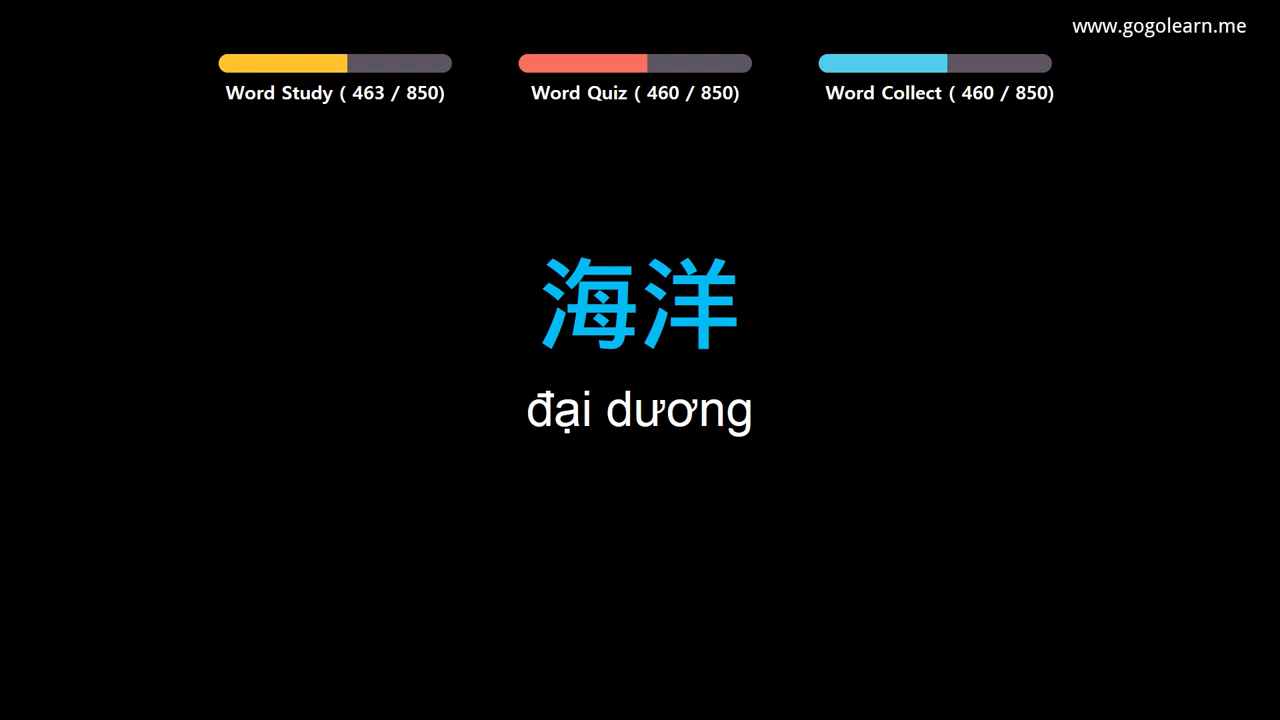 www.gogolearn.me
Word Study ( 463 / 850)
Word Quiz ( 460 / 850)
Word Collect ( 460 / 850)
海洋
đại dương